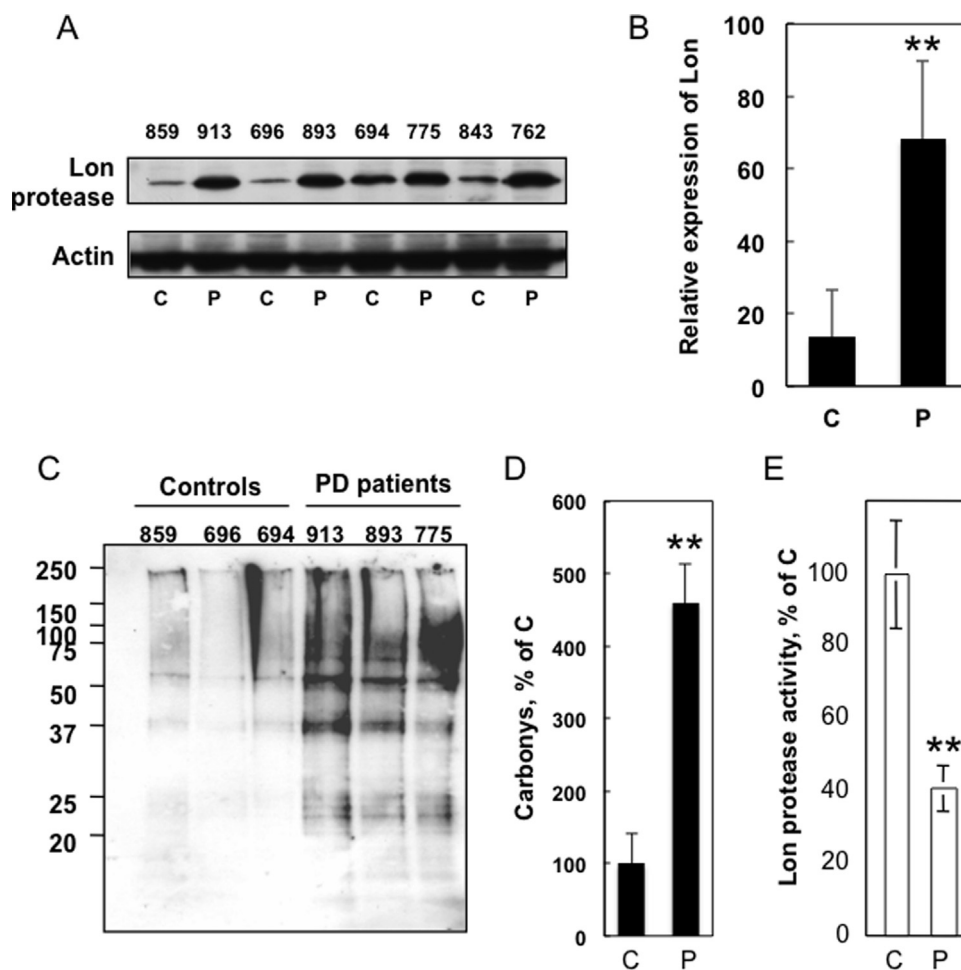 A
859 913 696 893 694 775 843 762
Lon
protease
Actin
C P C P C P C P
B
Relative expression of Lon
100
80
60
40
20
0
**
C P
C
Controls PD patients
859 696 694 913 893 775
250
150
100
75
50
37
25
20
D
Carbonys, % of C
600
500
450
300
200
100
0
**
C P
E
Lon protease activity, % of C
100
80
60
40
20
0
**
C P